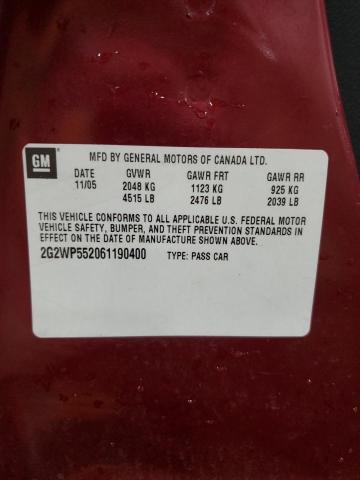 GM MFD BY GENERAL MOTORS OF CANADA LTD.
DATE GVWR GAWR FRT GAWR RR
11/05 2048 KG 1123 KG 925 KG
4515 LB 2476 LB 2039 LB
THIS VEHICLE CONFORMS TO ALL APPLICABLE U.S. FEDERAL MOTOR
VEHICLE SAFETY, BUMPER, AND THEFT PREVENTION STANDARDS IN
EFFECT ON THE DATE OF MANUFACTURE SHOWN ABOVE.
2G2WP552061190400 TYPE: PASS CAR